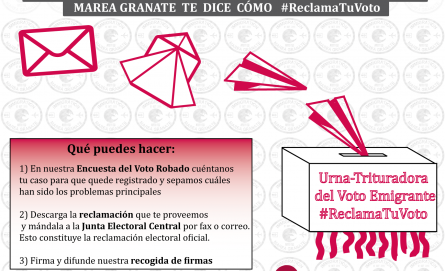 MAREA GRANATE TE DICE CÓMO #ReclamaTuVoto
Qué puedes hacer:
1) En nuestra Encuesta del Voto Robado cuéntanos
tu caso para que quede registrado y sepamos cuáles
han sido los problemas principales
2) Descarga la reclamación que te proveemos
y mándala a la Junta Electoral Central por fax o correo.
Esto constituye la reclamación electoral oficial.
3) Firma y difunde nuestra recogida de firmas
Urna-Trituradora
del Voto Emigrante
#ReclamaTuVoto